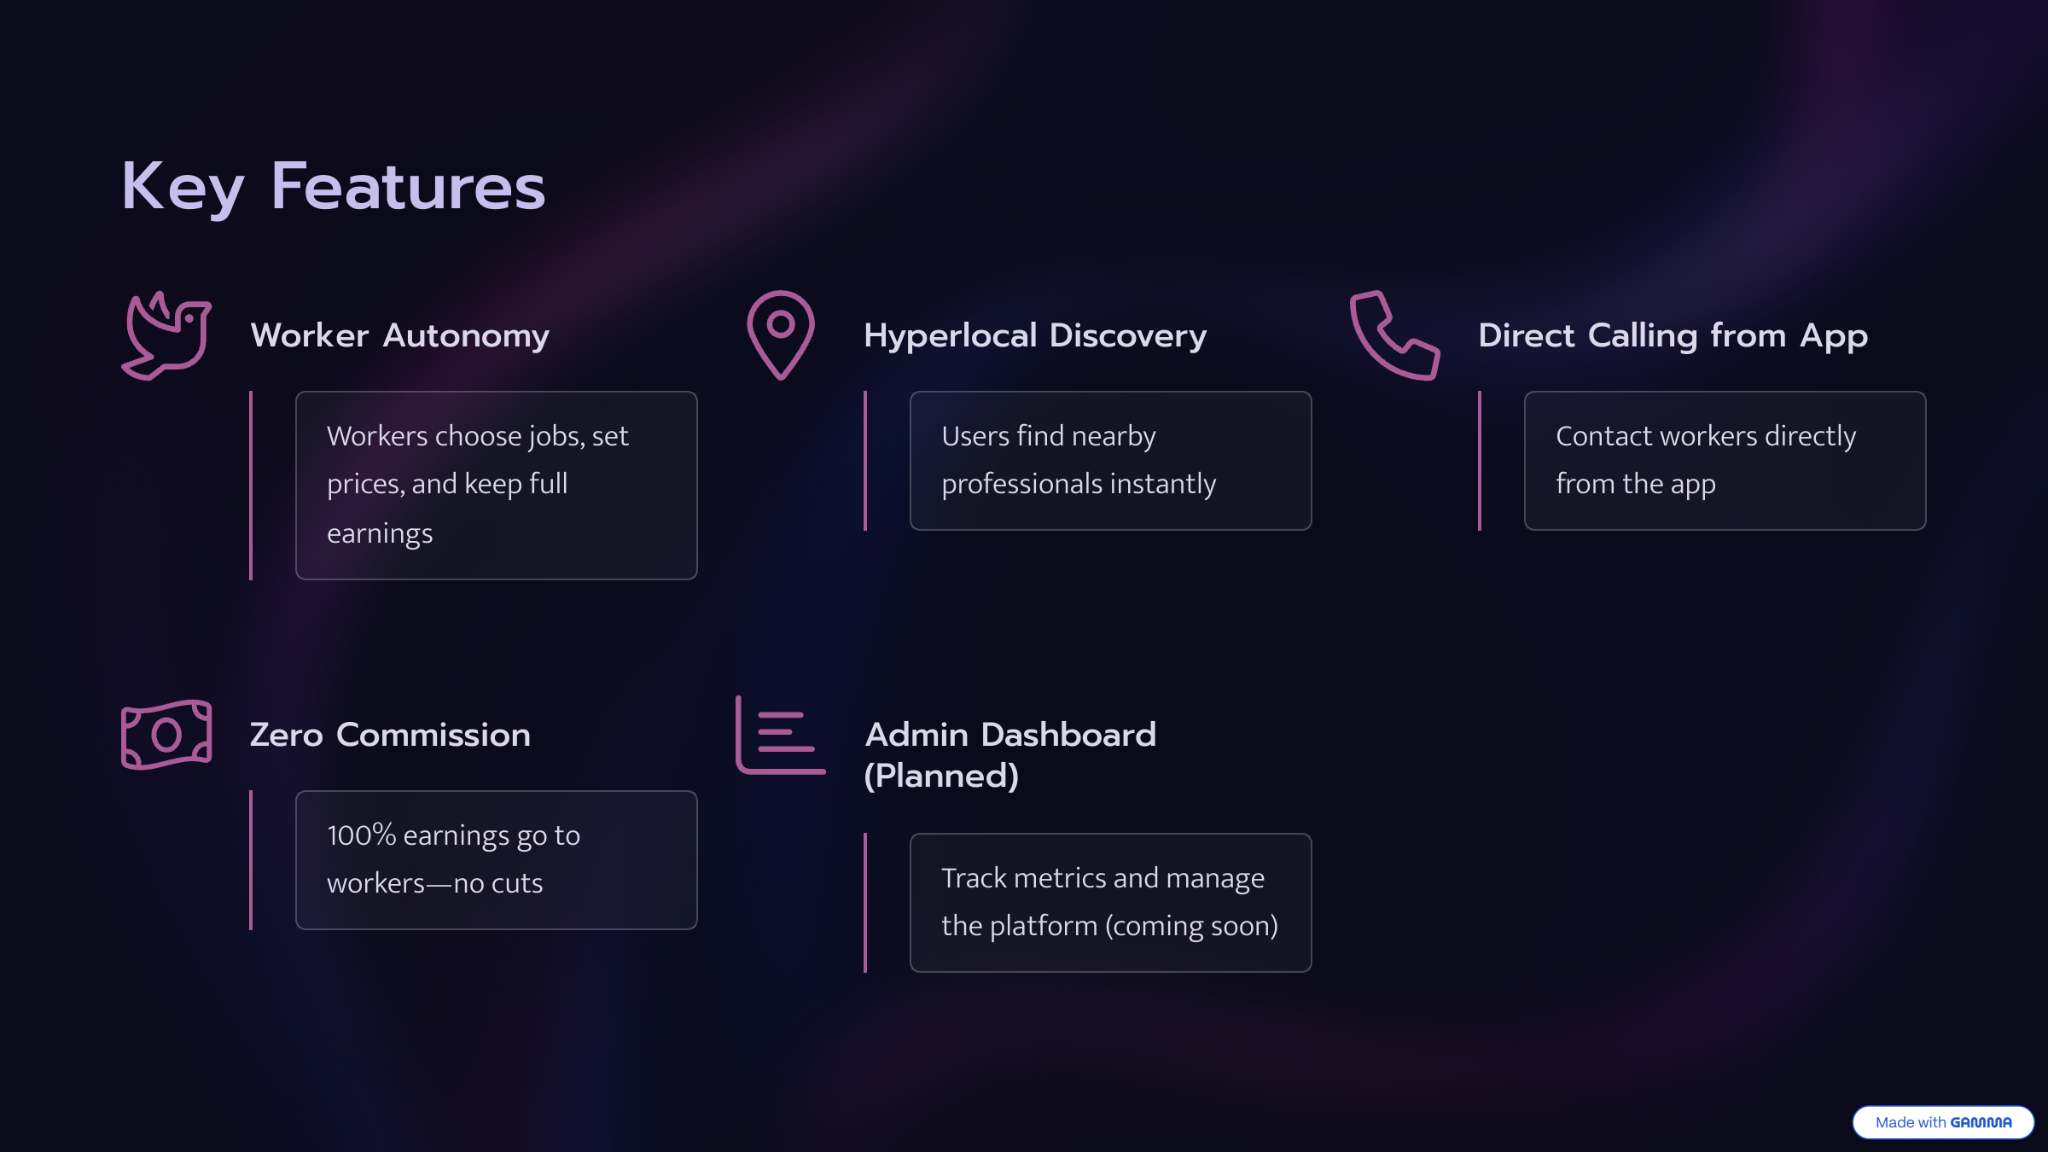 Key Features
Worker Autonomy
Workers choose jobs, set
prices, and keep full
earnings
Hyperlocal Discovery
Users find nearby
professionals instantly
Direct Calling from App
Contact workers directly
from the app
Zero Commission
100% earnings go to
workers—no cuts
Admin Dashboard
(Planned)
Track metrics and manage
the platform (coming soon)
Made with GAMMA